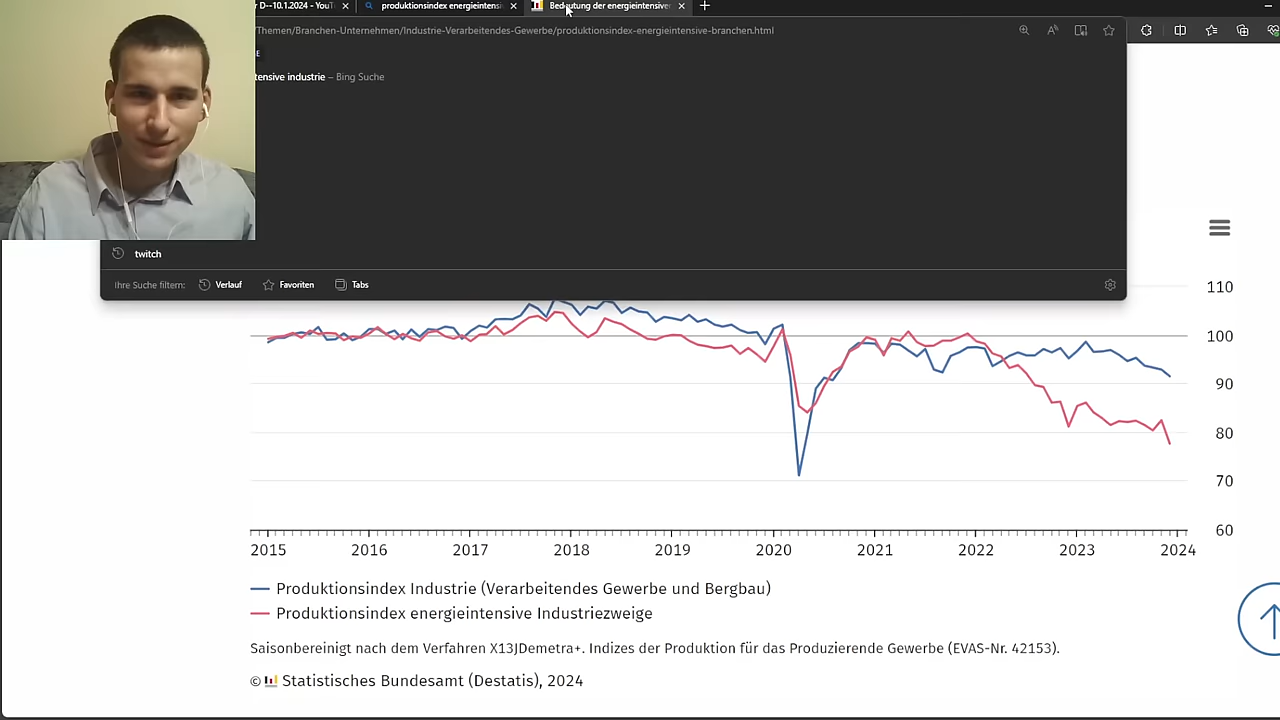 r D--10.1.2024 - YouT
produktionsindex energieintensi
Bedeutung der energieintensiver
/Themen/Branchen-Unternehmen/Industrie-Verarbeitendes-Gewerbe/produktionsindex-energieintensive-branchen.html
E
tensive industrie – Bing Suche
twitch
Ihre Suche filtern: Verlauf Favoriten Tabs
110
100
90
80
70
60
2015 2016 2017 2018 2019 2020 2021 2022 2023 2024
Produktionsindex Industrie (Verarbeitendes Gewerbe und Bergbau)
Produktionsindex energieintensive Industriezweige
Saisonbereinigt nach dem Verfahren X13JDemetra+. Indizes der Produktion für das Produzierende Gewerbe (EVAS-Nr. 42153).
© Statistisches Bundesamt (Destatis), 2024